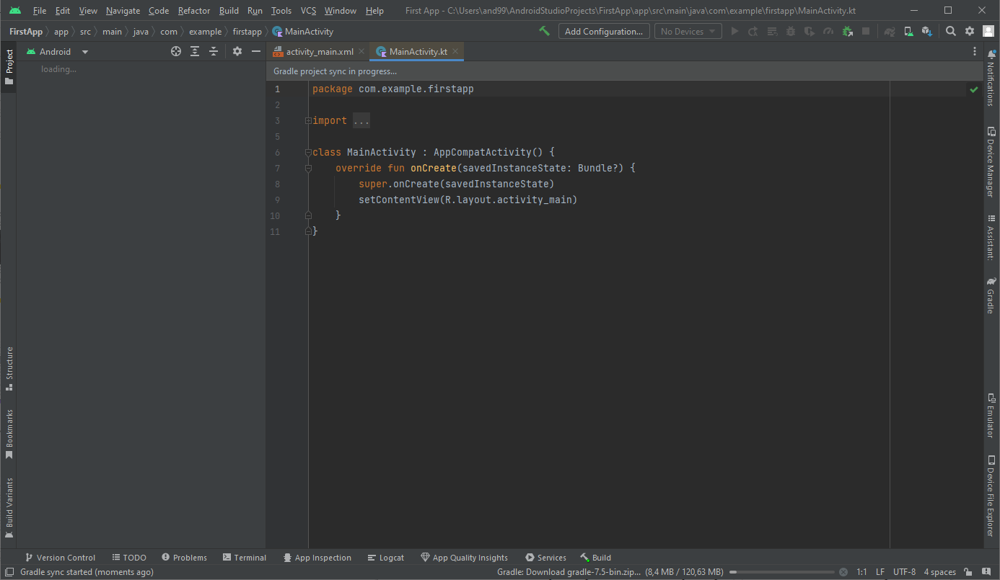 File Edit View Navigate Code Refactor Build Run Tools VCS Window Help First App - C:\Users\and99\AndroidStudioProjects\FirstApp\app\src\main\java\com\example\firstapp\MainActivity.kt
FirstApp app src main java com example firstapp MainActivity Add Configuration... No Devices
Project
Android
activity_main.xml MainActivity.kt
loading...
Gradle project sync in progress...
1 package com.example.firstapp
2
3 import ...
5
6 class MainActivity : AppCompatActivity() {
7 override fun onCreate(savedInstanceState: Bundle?) {
8 super.onCreate(savedInstanceState)
9 setContentView(R.layout.activity_main)
10 }
11 }
Structure
Bookmarks
Build Variants
Notifications
Device Manager
Assistant:
Gradle
Emulator
Device File Explorer
Version Control TODO Problems Terminal App Inspection Logcat App Quality Insights Services Build
Gradle sync started (moments ago) Gradle: Download gradle-7.5-bin.zip... (8,4 MB / 120,63 MB) 1:1 LF UTF-8 4 spaces